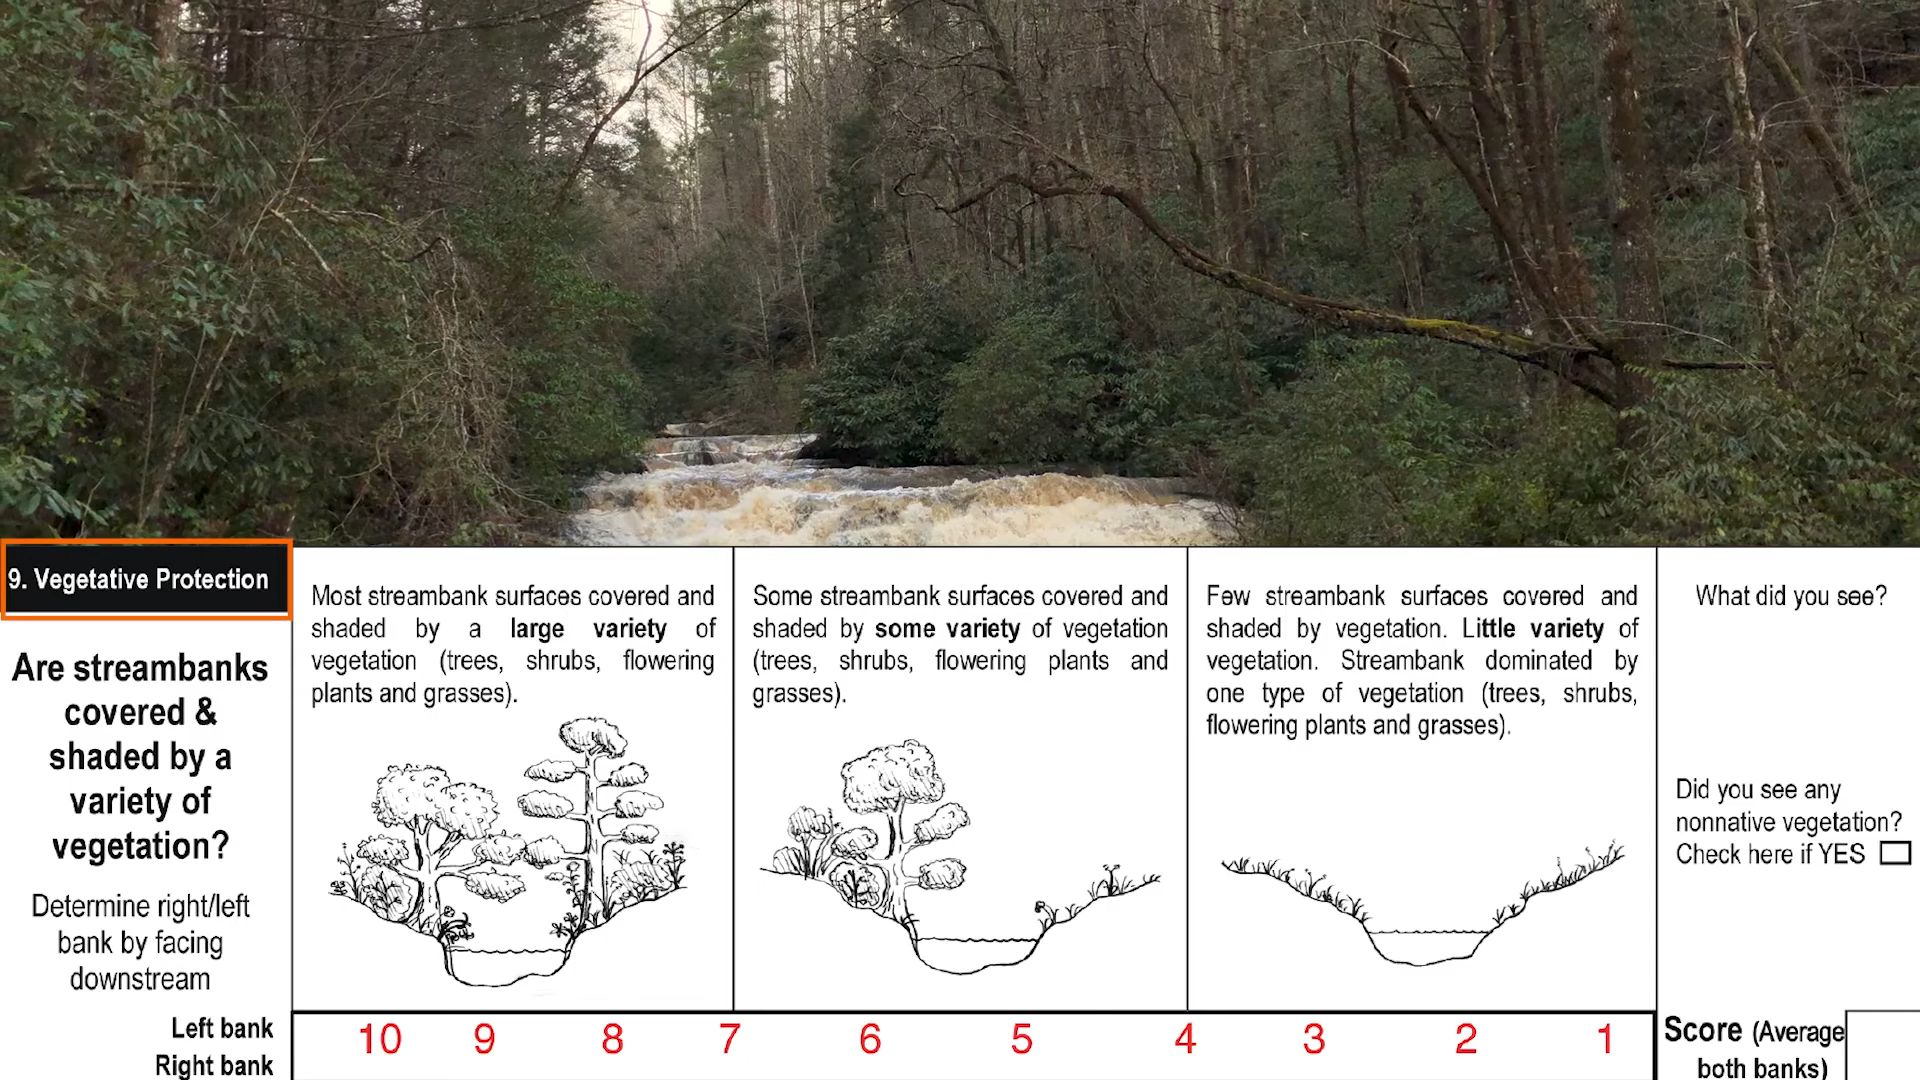 9. Vegetative Protection
Are streambanks
covered &
shaded by a
variety of
vegetation?
Determine right/left
bank by facing
downstream
Most streambank surfaces covered and
shaded by a large variety of
vegetation (trees, shrubs, flowering
plants and grasses).
Some streambank surfaces covered and
shaded by some variety of vegetation
(trees, shrubs, flowering plants and
grasses).
Few streambank surfaces covered and
shaded by vegetation. Little variety of
vegetation. Streambank dominated by
one type of vegetation (trees, shrubs,
flowering plants and grasses).
What did you see?
Did you see any
nonnative vegetation?
Check here if YES
Left bank
Right bank
10 9 8 7 6 5 4 3 2 1
Score (Average
both banks)